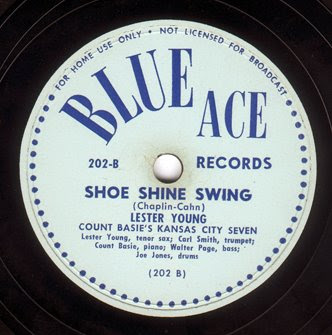 FOR HOME USE ONLY • NOT LICENSED FOR BROADCAST
BLUE ACE
202-B RECORDS
SHOE SHINE SWING
(Chaplin-Cahn)
LESTER YOUNG
COUNT BASIE'S KANSAS CITY SEVEN
Lester Young, tenor sax; Carl Smith, trumpet;
Count Basie, piano; Walter Page, bass;
Joe Jones, drums
(202 B)